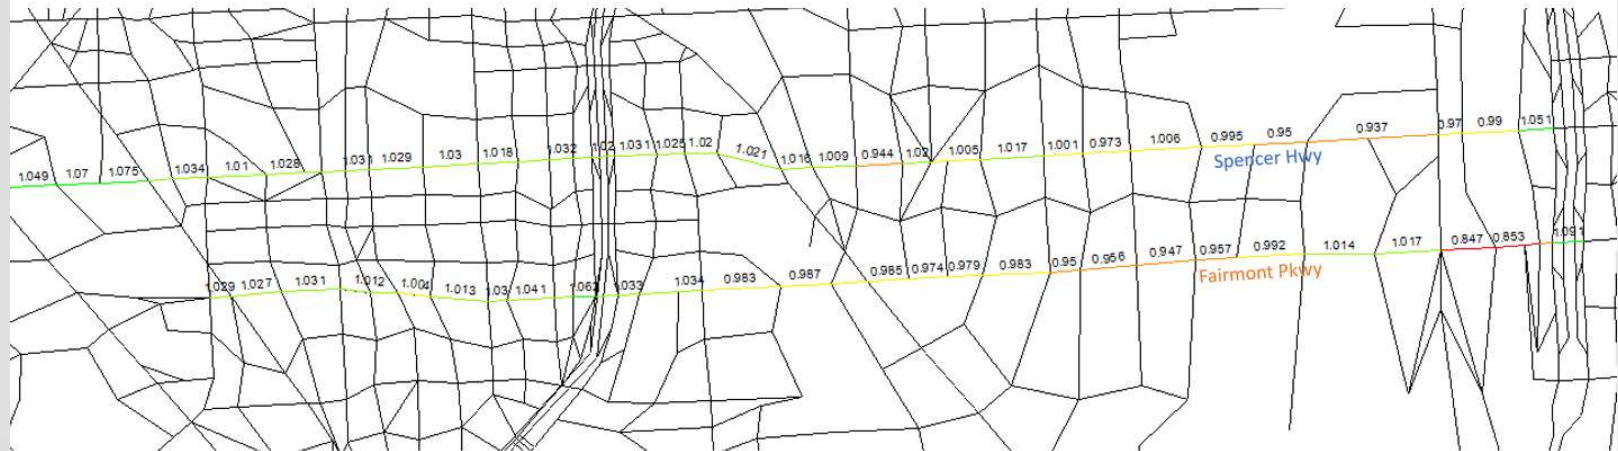 1.049 1.07 1.075 1.034 1.01 1.028 1.031 1.029 1.03 1.018 1.032 1.02 1.031 1.025 1.02 1.021 1.016 1.009 0.944 1.02 1.005 1.017 1.001 0.973 1.006 0.995 0.95 0.937 0.97 0.99 1.051
Spencer Hwy
1.029 1.027 1.031 1.012 1.004 1.013 1.03 1.041 1.062 1.033 1.034 0.983 0.987 0.985 0.974 0.979 0.983 0.95 0.956 0.947 0.957 0.992 1.014 1.017 0.847 0.853 1.091
Fairmont Pkwy